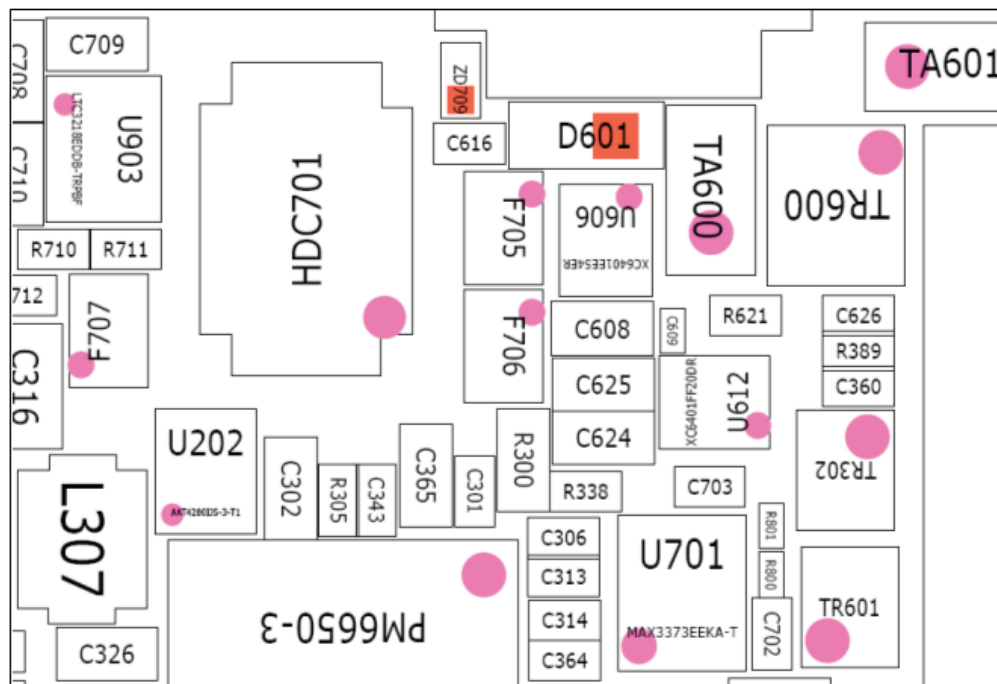 C709
C708
ZD709
TA601
LTC3218EDDB-TRPBF
U903
C616
D601
TA600
TR600
C710
HDC701
F705
U606
XC6401EE54ER
R710
R711
712
F707
F706
C608
C609
R621
C626
R389
C360
C316
C625
XC6401FF20DR
U612
C624
U202
AAT4280IJS-3-T1
C302
R305
C343
C365
C301
R300
R338
C703
TR302
L307
C306
U701
R801
C313
R800
PM6650-3
C314
MAX3373EEKA-T
C702
TR601
C326
C364